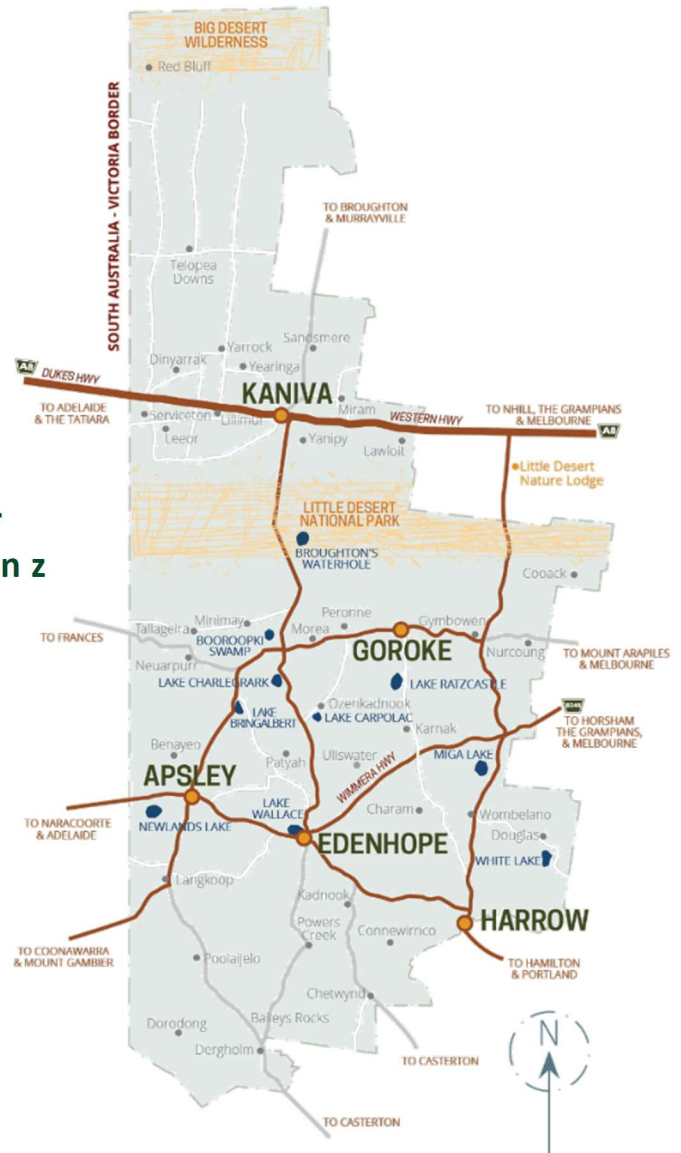 BIG DESERT
WILDERNESS
Red Bluff
SOUTH AUSTRALIA - VICTORIA BORDER
TO BROUGHTON
& MURRAYVILLE
Telopea
Downs
Sandsmere
Yarrock
Dinyarrak
Yearinga
A8
DUKES HWY
KANIVA
TO ADELAIDE
& THE TATIARA
Serviceton
Lillimur
Miram
WESTERN HWY
TO NHILL, THE GRAMPIANS
& MELBOURNE
A8
Leeor
Yanipy
Lawloit
Little Desert
Nature Lodge
LITTLE DESERT
NATIONAL PARK
n z
BROUGHTON'S
WATERHOLE
Cooack
Peronne
Minimay
Gymbowen
Tallageira
TO FRANCES
BOOROOPKI
SWAMP
Morea
GOROKE
Nurcoung
TO MOUNT ARAPILES
& MELBOURNE
Neuarpurr
LAKE CHARLEGRARK
LAKE RATZCASTLE
Ozenkadnook
LAKE
BRINGALBERT
LAKE CARPOLAC
Karnak
TO HORSHAM
THE GRAMPIANS,
& MELBOURNE
Benayeo
Patyah
Ullswater
MIGA LAKE
APSLEY
WIMMERA HWY
TO NARACOORTE
& ADELAIDE
NEWLANDS LAKE
LAKE
WALLACE
Charam
Wombelano
Douglas
EDENHOPE
WHITE LAKE
Langkoop
Kadnook
HARROW
Powers
Creek
Connewirrico
TO COONAWARRA
& MOUNT GAMBIER
Poolaijelo
TO HAMILTON
& PORTLAND
Chetwynd
Baileys Rocks
Dorodong
Dergholm
TO CASTERTON
N
TO CASTERTON